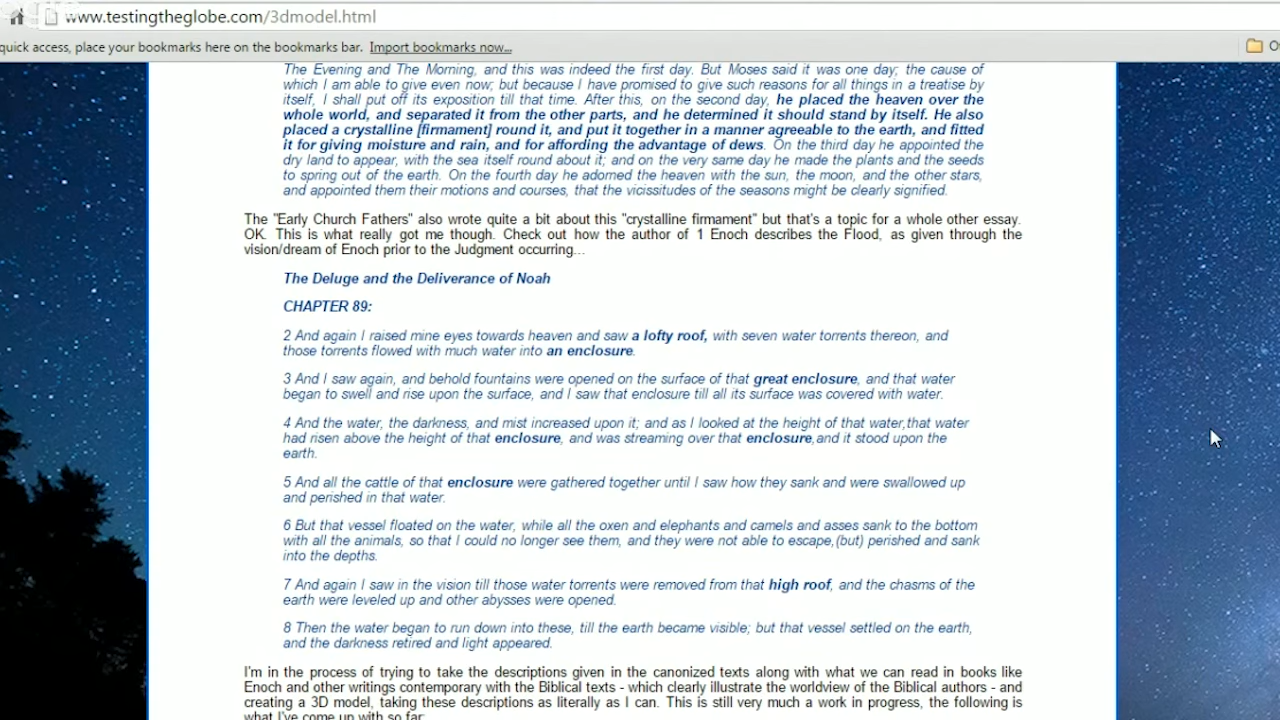 www.testingtheglobe.com/3dmodel.html
quick access, place your bookmarks here on the bookmarks bar. Import bookmarks now...
The Evening and The Morning, and this was indeed the first day. But Moses said it was one day; the cause of
which I am able to give even now; but because I have promised to give such reasons for all things in a treatise by
itself, I shall put off its exposition till that time. After this, on the second day, he placed the heaven over the
whole world, and separated it from the other parts, and he determined it should stand by itself. He also
placed a crystalline [firmament] round it, and put it together in a manner agreeable to the earth, and fitted
it for giving moisture and rain, and for affording the advantage of dews. On the third day he appointed the
dry land to appear, with the sea itself round about it; and on the very same day he made the plants and the seeds
to spring out of the earth. On the fourth day he adorned the heaven with the sun, the moon, and the other stars,
and appointed them their motions and courses, that the vicissitudes of the seasons might be clearly signified.
The "Early Church Fathers" also wrote quite a bit about this "crystalline firmament" but that's a topic for a whole other essay.
OK. This is what really got me though. Check out how the author of 1 Enoch describes the Flood, as given through the
vision/dream of Enoch prior to the Judgment occurring...
The Deluge and the Deliverance of Noah
CHAPTER 89:
2 And again I raised mine eyes towards heaven and saw a lofty roof, with seven water torrents thereon, and
those torrents flowed with much water into an enclosure.
3 And I saw again, and behold fountains were opened on the surface of that great enclosure, and that water
began to swell and rise upon the surface, and I saw that enclosure till all its surface was covered with water.
4 And the water, the darkness, and mist increased upon it; and as I looked at the height of that water,that water
had risen above the height of that enclosure, and was streaming over that enclosure,and it stood upon the
earth.
5 And all the cattle of that enclosure were gathered together until I saw how they sank and were swallowed up
and perished in that water.
6 But that vessel floated on the water, while all the oxen and elephants and camels and asses sank to the bottom
with all the animals, so that I could no longer see them, and they were not able to escape,(but) perished and sank
into the depths.
7 And again I saw in the vision till those water torrents were removed from that high roof, and the chasms of the
earth were leveled up and other abysses were opened.
8 Then the water began to run down into these, till the earth became visible; but that vessel settled on the earth,
and the darkness retired and light appeared.
I'm in the process of trying to take the descriptions given in the canonized texts along with what we can read in books like
Enoch and other writings contemporary with the Biblical texts - which clearly illustrate the worldview of the Biblical authors - and
creating a 3D model, taking these descriptions as literally as I can. This is still very much a work in progress, the following is
what I've come up with so far: